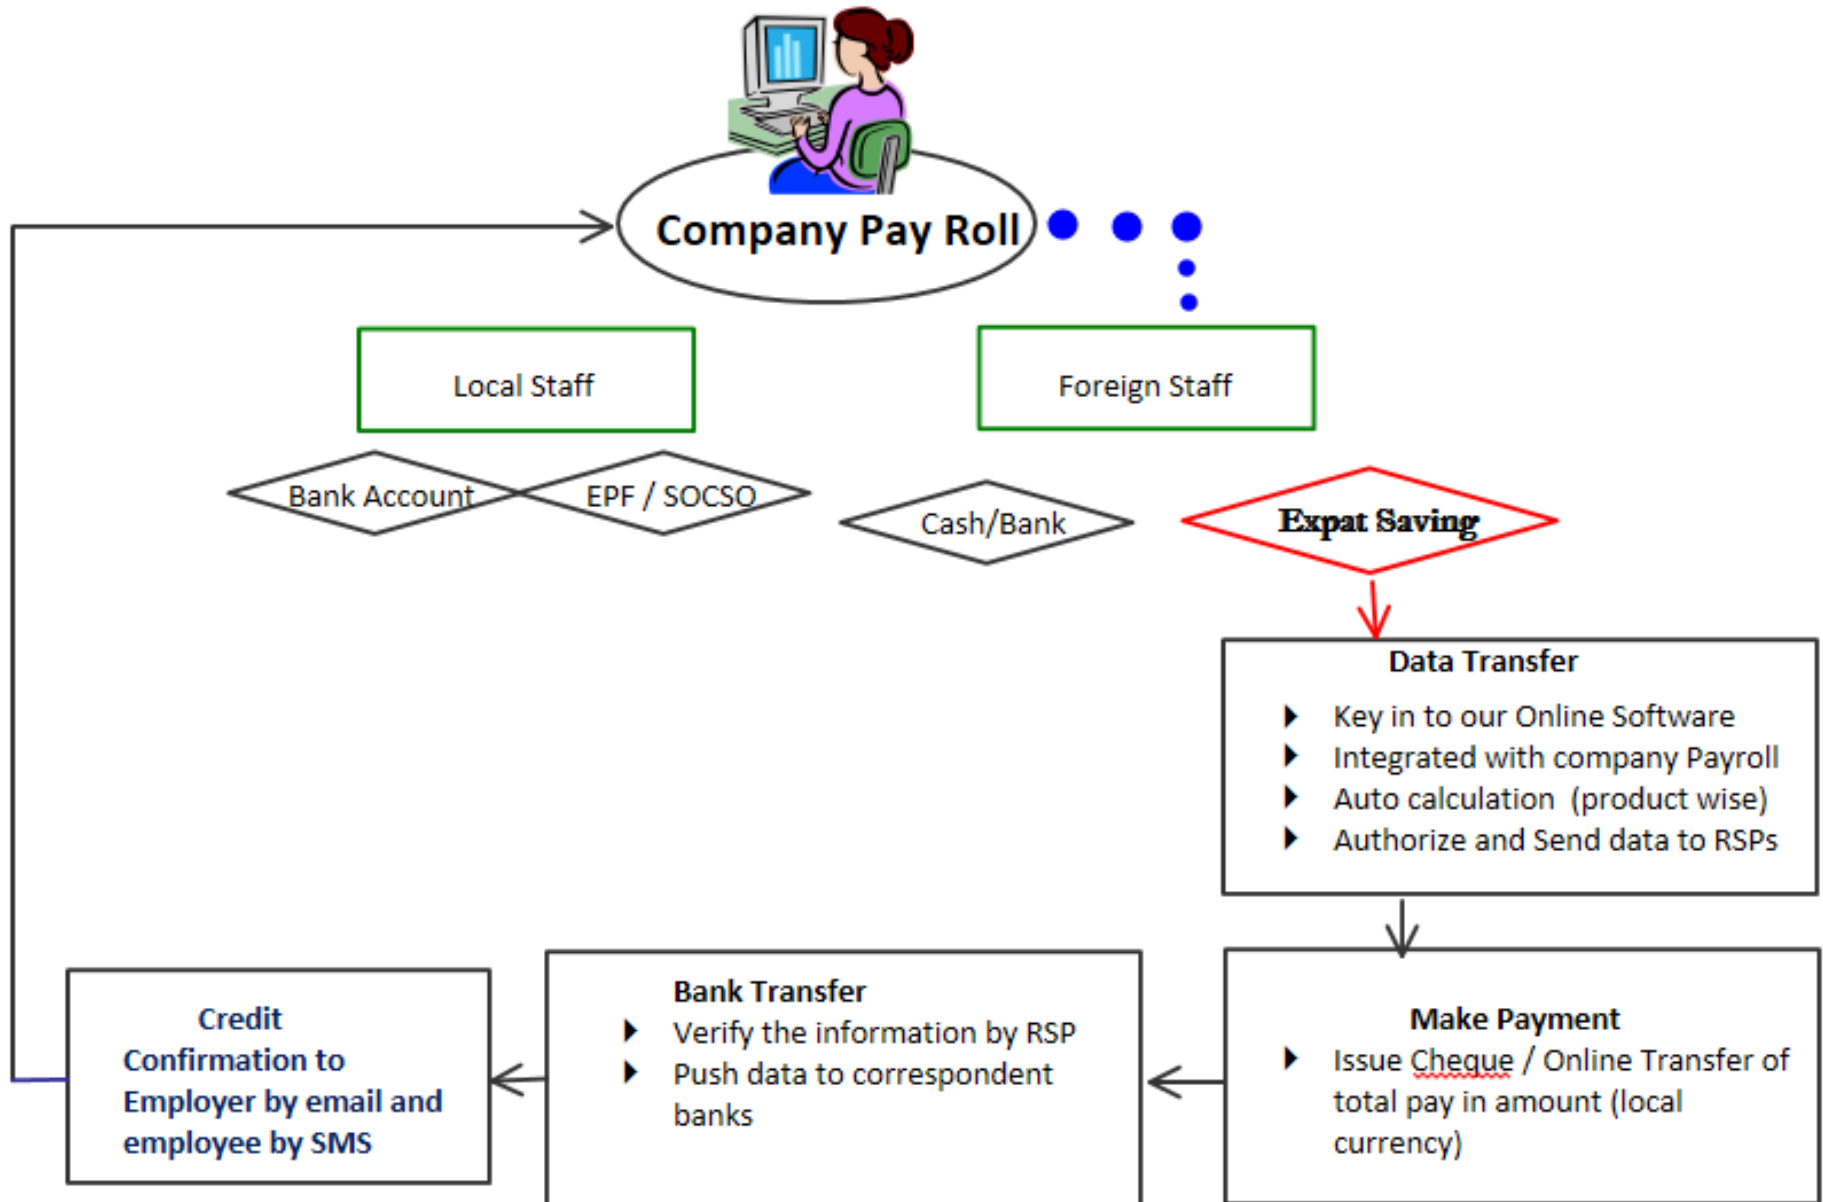 Company Pay Roll
Local Staff
Foreign Staff
Bank Account
EPF / SOCSO
Cash/Bank
Expat Saving
Data Transfer
Key in to our Online Software
Integrated with company Payroll
Auto calculation (product wise)
Authorize and Send data to RSPs
Make Payment
Issue Cheque / Online Transfer of
total pay in amount (local
currency)
Bank Transfer
Verify the information by RSP
Push data to correspondent
banks
Credit
Confirmation to
Employer by email and
employee by SMS